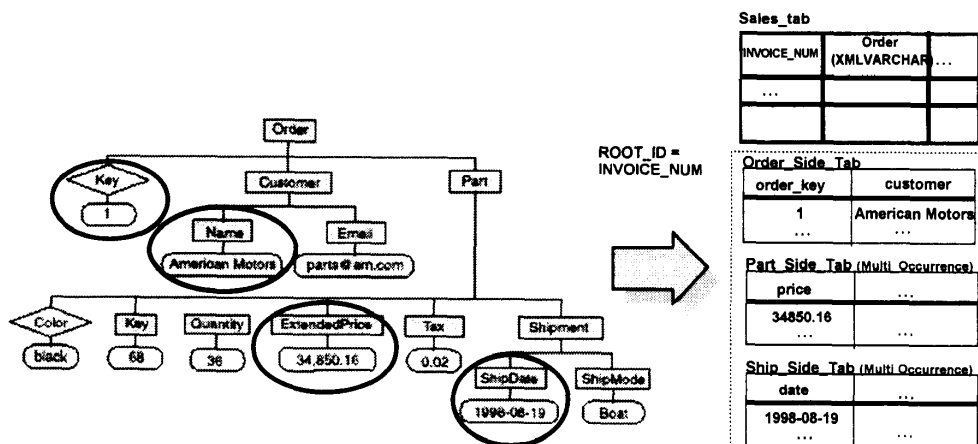 Sales_tab
INVOICE_NUM
Order
(XMLVARCHAR)
...
...
Order
ROOT_ID =
INVOICE_NUM
Key
Customer
Part
1
Name
Email
American Motors
parts@am.com
Color
Key
Quantity
ExtendedPrice
Tax
Shipment
black
68
36
34,850.16
0.02
ShipDate
ShipMode
1998-08-19
Boat
Order_Side_Tab
order_key
customer
1
American Motors
...
...
Part_Side_Tab (Multi_Occurrence)
price
...
34850.16
...
...
Ship_Side_Tab (Multi Occurrence)
date
...
1998-08-19
...
...